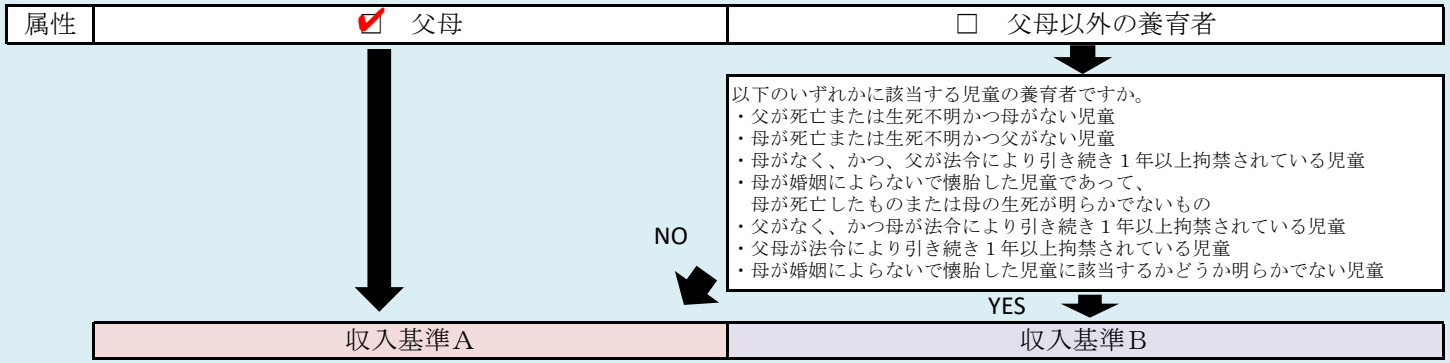 属性
☑ 父母
□ 父母以外の養育者
以下のいずれかに該当する児童の養育者ですか。
・父が死亡または生死不明かつ母がない児童
・母が死亡または生死不明かつ父がない児童
・母がなく、かつ、父が法令により引き続き１年以上拘禁されている児童
・母が婚姻によらないで懐胎した児童であって、
母が死亡したものまたは母の生死が明らかでないもの
・父がなく、かつ母が法令により引き続き１年以上拘禁されている児童
・父母が法令により引き続き１年以上拘禁されている児童
・母が婚姻によらないで懐胎した児童に該当するかどうか明らかでない児童
NO
YES
収入基準Ａ
収入基準Ｂ